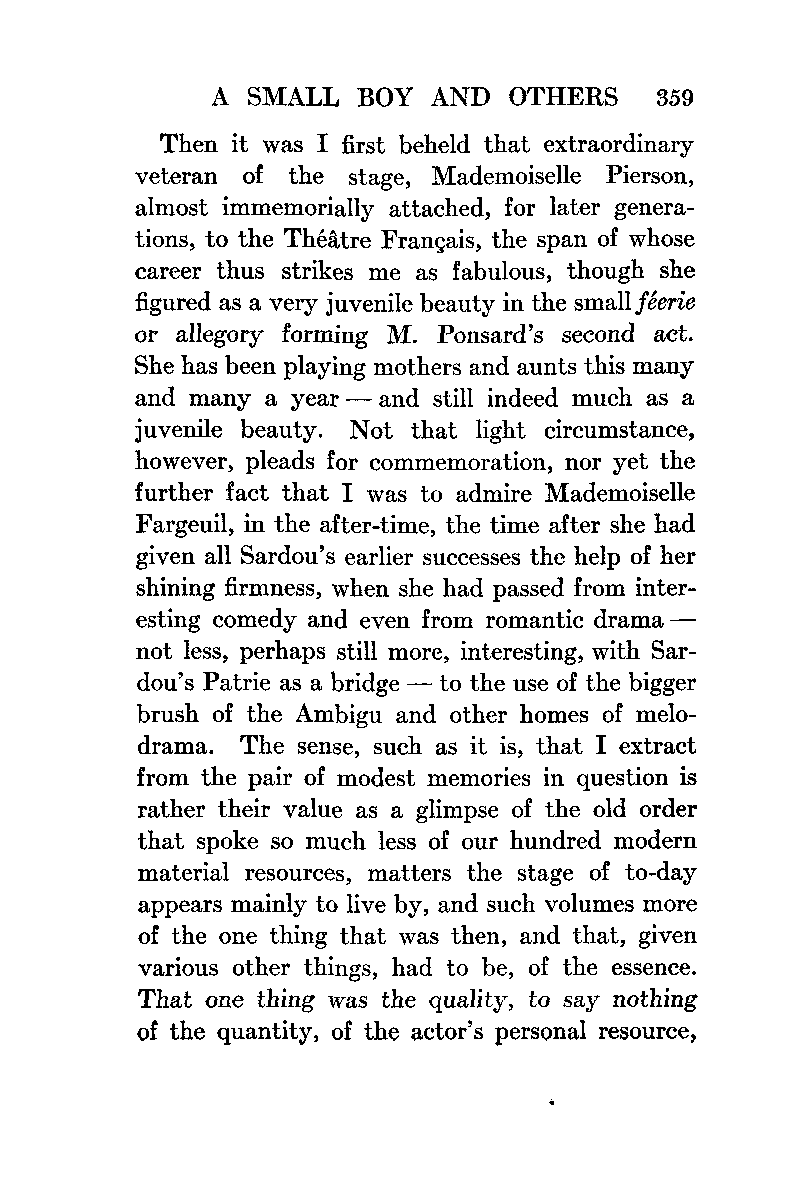 A SMALL BOY AND OTHERS 359
Then it was I first beheld that extraordinary
veteran of the stage, Mademoiselle Pierson,
almost immemorially attached, for later genera-
tions, to the Théâtre Français, the span of whose
career thus strikes me as fabulous, though she
figured as a very juvenile beauty in the small féerie
or allegory forming M. Ponsard's second act.
She has been playing mothers and aunts this many
and many a year — and still indeed much as a
juvenile beauty. Not that light circumstance,
however, pleads for commemoration, nor yet the
further fact that I was to admire Mademoiselle
Fargeuil, in the after-time, the time after she had
given all Sardou's earlier successes the help of her
shining firmness, when she had passed from inter-
esting comedy and even from romantic drama —
not less, perhaps still more, interesting, with Sar-
dou's Patrie as a bridge — to the use of the bigger
brush of the Ambigu and other homes of melo-
drama. The sense, such as it is, that I extract
from the pair of modest memories in question is
rather their value as a glimpse of the old order
that spoke so much less of our hundred modern
material resources, matters the stage of to-day
appears mainly to live by, and such volumes more
of the one thing that was then, and that, given
various other things, had to be, of the essence.
That one thing was the quality, to say nothing
of the quantity, of the actor's personal resource,